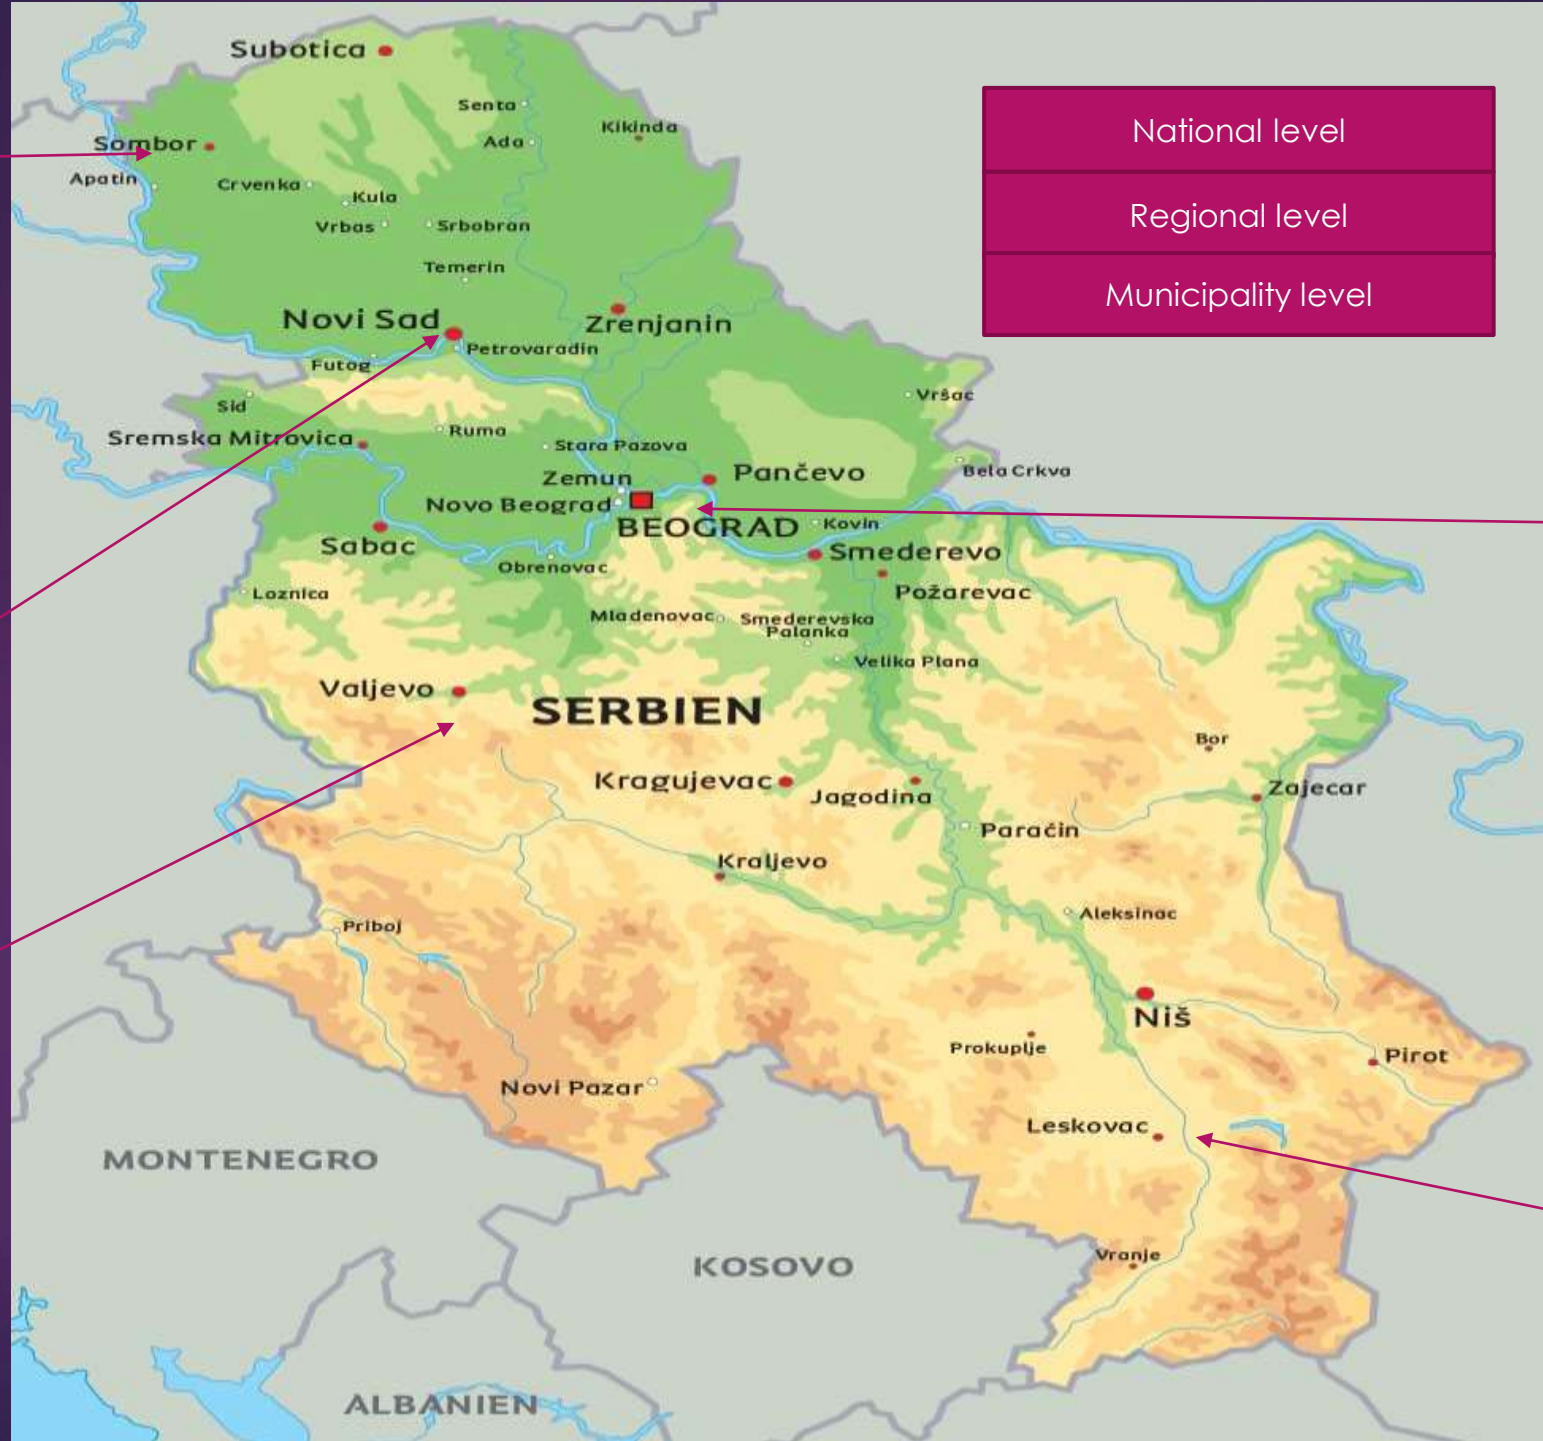 Subotica
Senta
Kikinda
Ada
Sombor
Apatin
Crvenka
Kula
Vrbas
Srbobran
Temerin
National level
Regional level
Municipality level
Novi Sad
Zrenjanin
Petrovaradin
Futog
Sid
Vršac
Ruma
Sremska Mitrovica
Stara Pazova
Zemun
Pančevo
Bela Crkva
Novo Beograd
BEOGRAD
Kovin
Sabac
Smederevo
Obrenovac
Loznica
Požarevac
Mladenovac
Smederevska
Palanka
Velika Plana
Valjevo
SERBIEN
Bor
Kragujevac
Jagodina
Zajecar
Paraćin
Kraljevo
Aleksinac
Priboj
Niš
Prokuplje
Pirot
Novi Pazar
Leskovac
MONTENEGRO
Vranje
KOSOVO
ALBANIEN